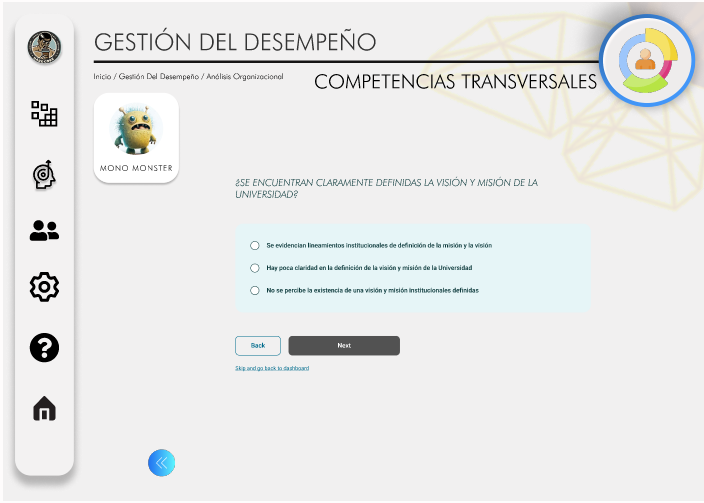 GESTIÓN DEL DESEMPEÑO
Inicio / Gestión Del Desempeño / Análisis Organizacional
COMPETENCIAS TRANSVERSALES
MONO MONSTER
¿SE ENCUENTRAN CLARAMENTE DEFINIDAS LA VISIÓN Y MISIÓN DE LA
UNIVERSIDAD?
Se evidencian lineamientos institucionales de definición de la misión y la visión
Hay poca claridad en la definición de la visión y misión de la Universidad
No se percibe la existencia de una visión y misión institucionales definidas
Back
Next
Skip and go back to dashboard